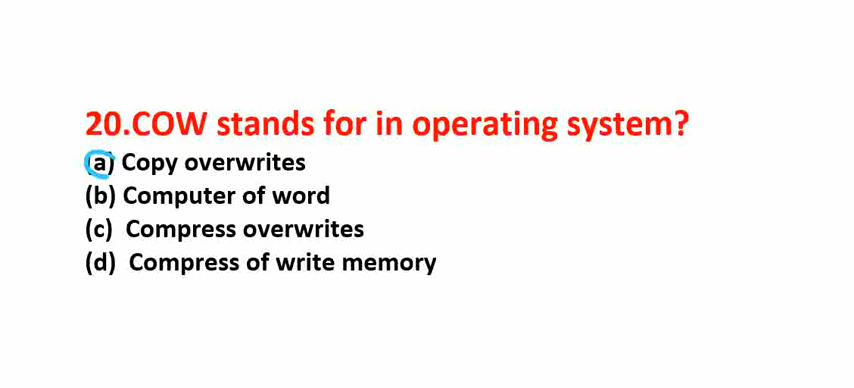 20.COW stands for in operating system?
(a) Copy overwrites
(b) Computer of word
(c) Compress overwrites
(d) Compress of write memory